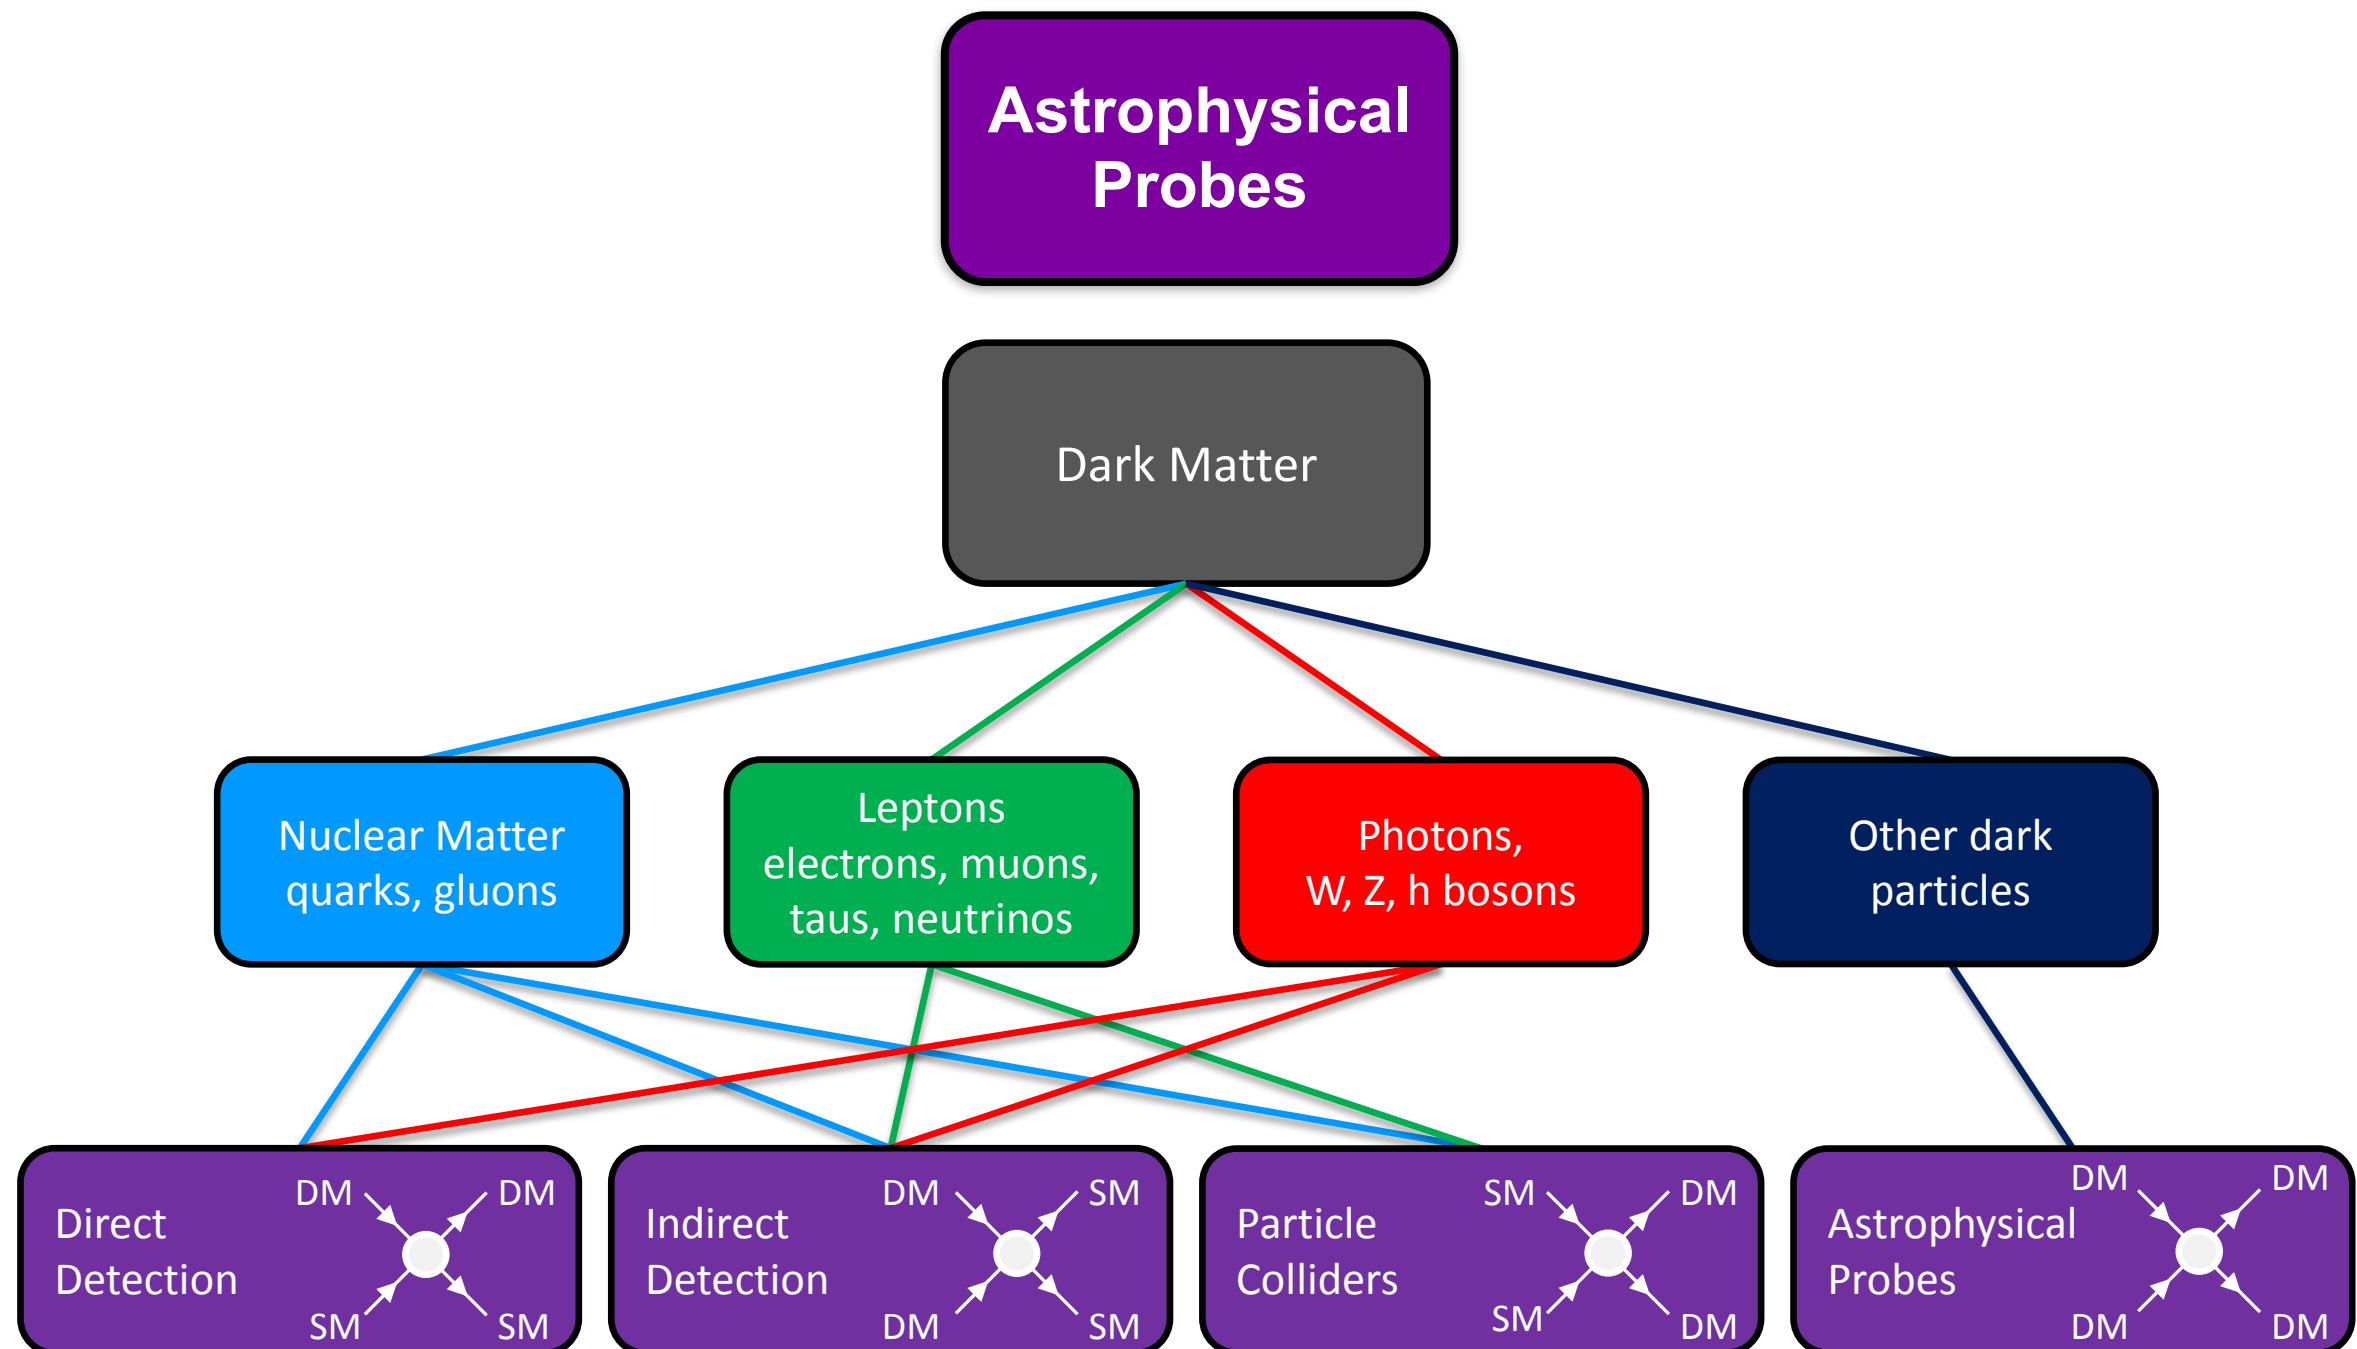 Astrophysical
Probes
Dark Matter
Nuclear Matter
quarks, gluons
Leptons
electrons, muons,
taus, neutrinos
Photons,
W, Z, h bosons
Other dark
particles
Direct
Detection
DM
DM
SM
SM
Indirect
Detection
DM
SM
DM
SM
Particle
Colliders
SM
DM
SM
DM
Astrophysical
Probes
DM
DM
DM
DM